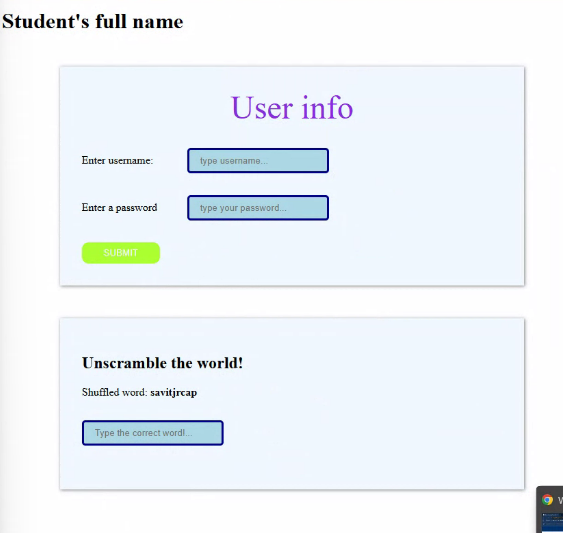 Student's full name
User info
Enter username: type username...
Enter a password type your password...
SUBMIT
Unscramble the world!
Shuffled word: savitjrcap
Type the correct word!...